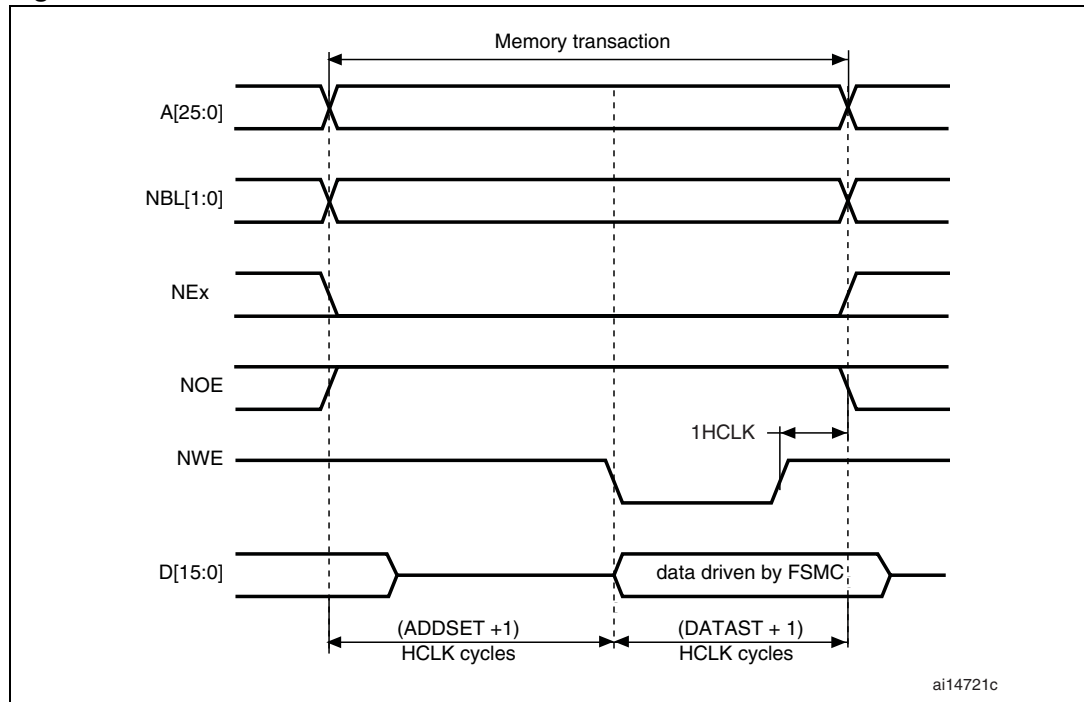 Memory transaction
A[25:0]
NBL[1:0]
NEx
NOE
1HCLK
NWE
D[15:0]
data driven by FSMC
(ADDSET +1)
HCLK cycles
(DATAST + 1)
HCLK cycles
ai14721c